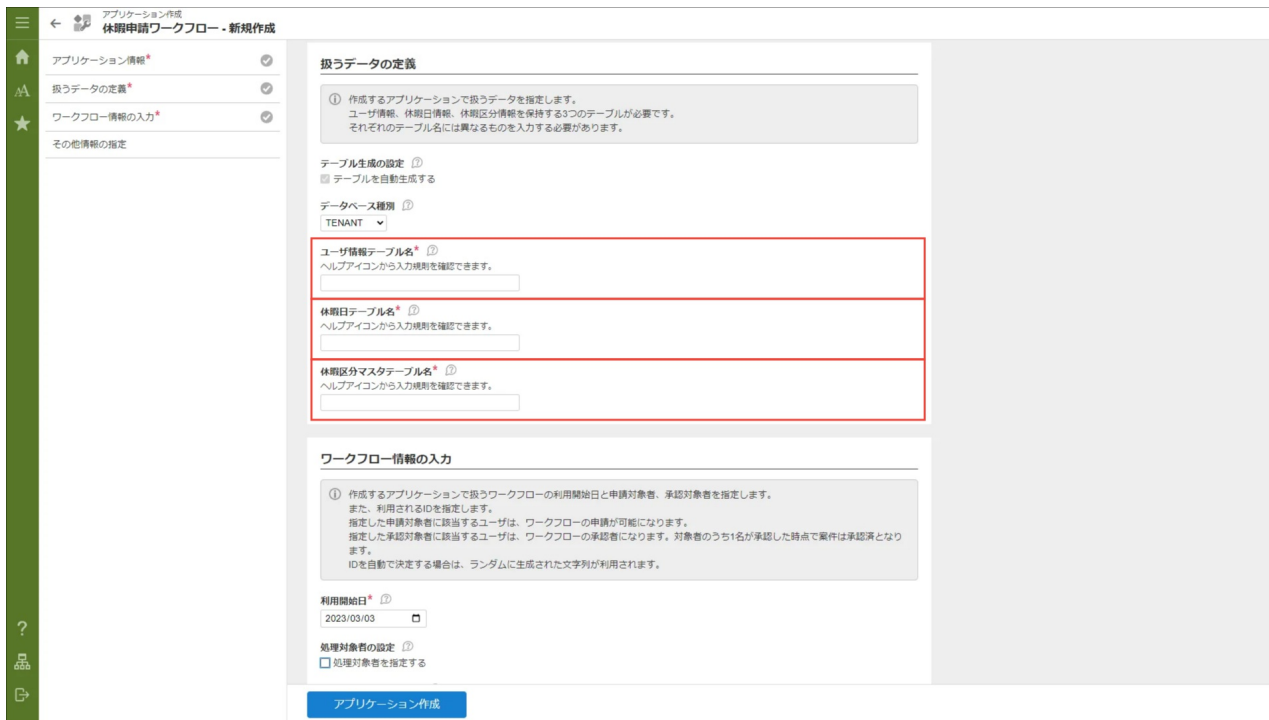 アプリケーション作成
休暇申請ワークフロー - 新規作成
アプリケーション情報*
扱うデータの定義*
ワークフロー情報の入力*
その他情報の指定
扱うデータの定義
作成するアプリケーションで扱うデータを指定します。
ユーザ情報、休暇日情報、休暇区分情報を保持する3つのテーブルが必要です。
それぞれのテーブル名には異なるものを入力する必要があります。
テーブル生成の設定
テーブルを自動生成する
データベース種別
TENANT
ユーザ情報テーブル名*
ヘルプアイコンから入力規則を確認できます。
休暇日テーブル名*
ヘルプアイコンから入力規則を確認できます。
休暇区分マスタテーブル名*
ヘルプアイコンから入力規則を確認できます。
ワークフロー情報の入力
作成するアプリケーションで扱うワークフローの利用開始日と申請対象者、承認対象者を指定します。
また、利用されるIDを指定します。
指定した申請対象者に該当するユーザは、ワークフローの申請が可能になります。
指定した承認対象者に該当するユーザは、ワークフローの承認者になります。対象者のうち1名が承認した時点で案件は承認済となり
ます。
IDを自動で決定する場合は、ランダムに生成された文字列が利用されます。
利用開始日*
2023/03/03
処理対象者の設定
処理対象者を指定する
アプリケーション作成